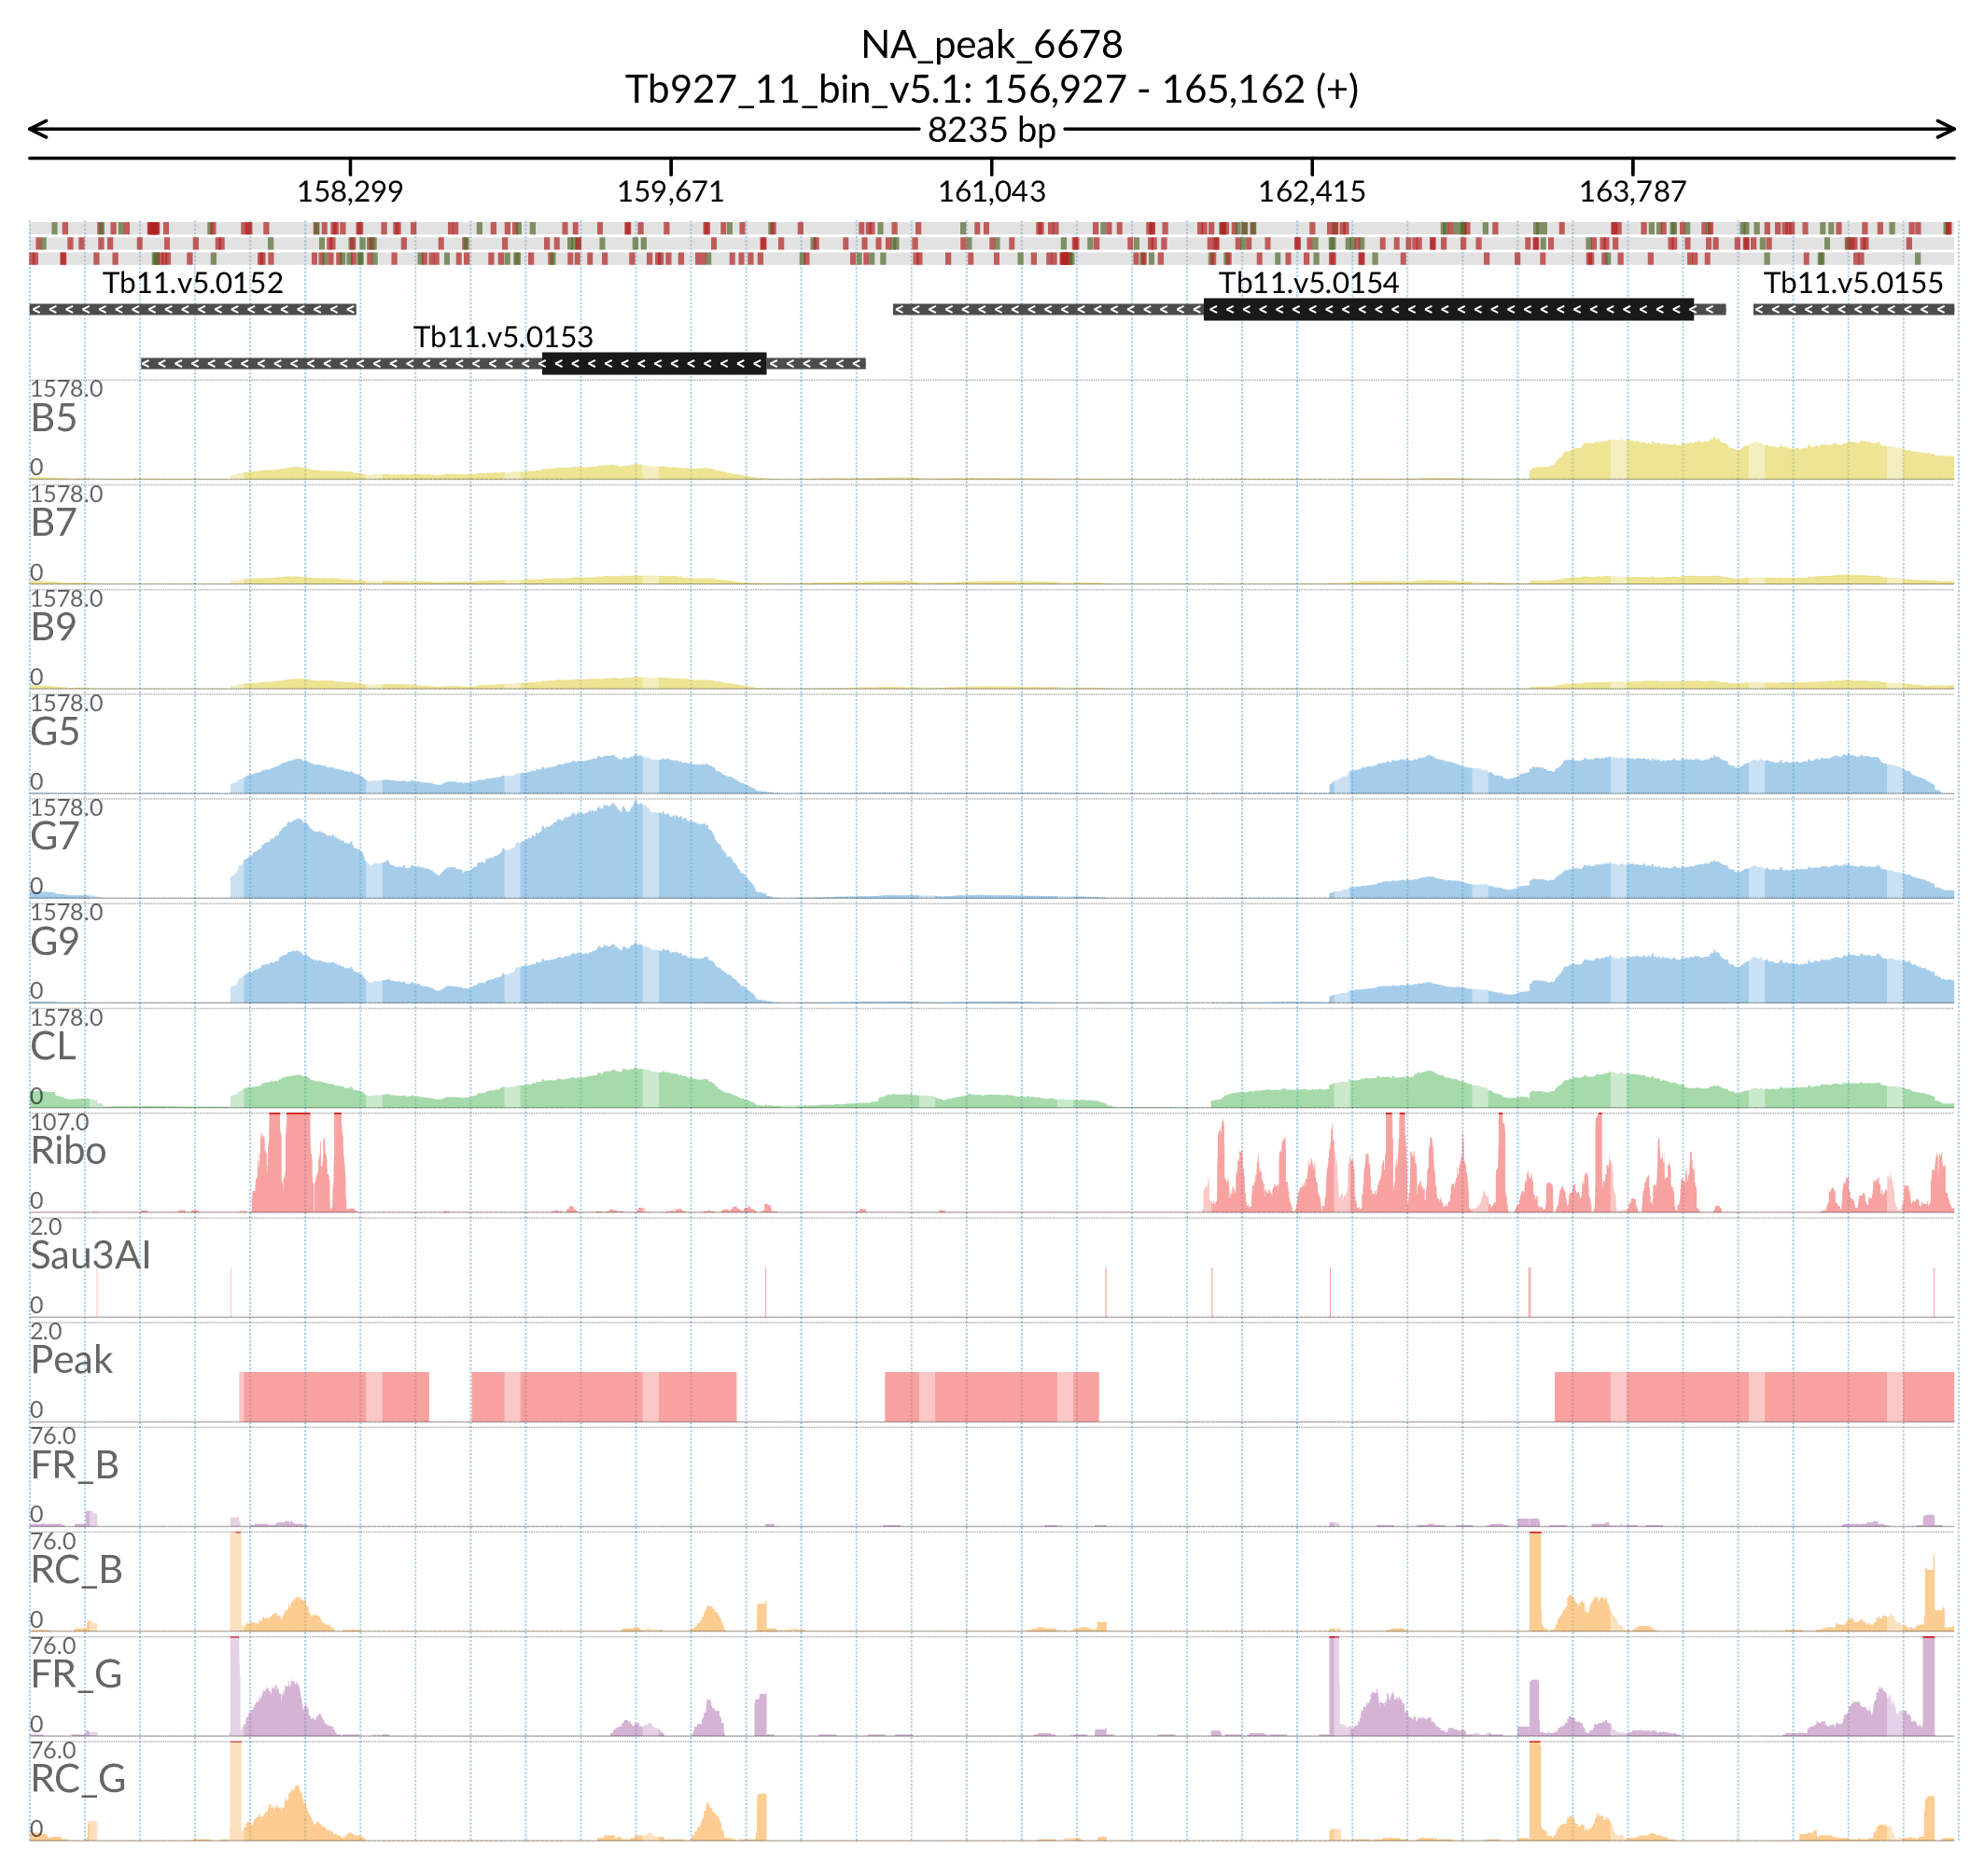 NA_peak_6678
Tb927_11_bin_v5.1: 156,927 - 165,162 (+)
8235 bp
158,299 159,671 161,043 162,415 163,787
Tb11.v5.0152 Tb11.v5.0154 Tb11.v5.0155
Tb11.v5.0153
1578.0
B5
0
1578.0
B7
0
1578.0
B9
0
1578.0
G5
0
1578.0
G7
0
1578.0
G9
0
1578.0
CL
0
107.0
Ribo
0
2.0
Sau3AI
0
2.0
Peak
0
76.0
FR_B
0
76.0
RC_B
0
76.0
FR_G
0
76.0
RC_G
0